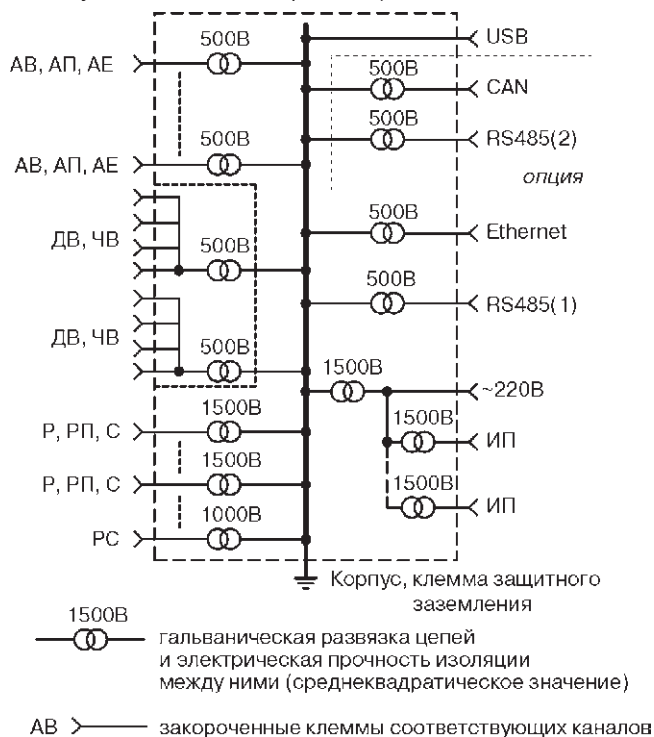 500В
USB
АВ, АП, АЕ
500В
CAN
500В
500В
RS485(2)
АВ, АП, АЕ
опция
ДВ, ЧВ
500В
500В
Ethernet
500В
RS485(1)
ДВ, ЧВ
500В
1500В
~220В
1500В
1500В
ИП
Р, РП, С
1500В
1500В
Р, РП, С
ИП
1000В
РС
Корпус, клемма защитного
заземления
1500В
гальваническая развязка цепей
и электрическая прочность изоляции
между ними (среднеквадратическое значение)
АВ
закороченные клеммы соответствующих каналов